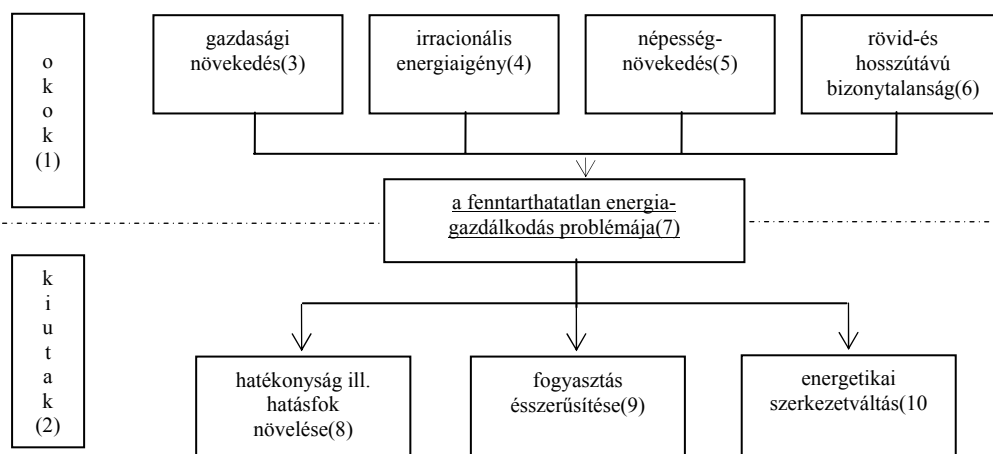 o
k
o
k
(1)
gazdasági
növekedés(3)
irracionális
energiaigény(4)
népesség-
növekedés(5)
rövid-és
hosszútávú
bizonytalanság(6)
a fenntarthatatlan energia-
gazdálkodás problémája(7)
k
i
u
t
a
k
(2)
hatékonyság ill.
hatásfok
növelése(8)
fogyasztás
ésszerűsítése(9)
energetikai
szerkezetváltás(10